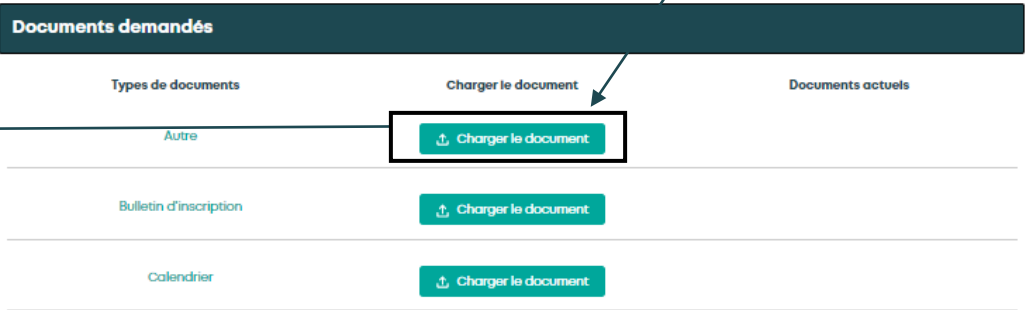 Documents demandés
Types de documents Charger le document Documents actuels
Autre Charger le document
Bulletin d'inscription Charger le document
Calendrier Charger le document